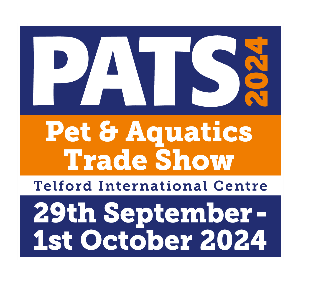 PATS 2024
Pet & Aquatics
Trade Show
Telford International Centre
29th September -
1st October 2024